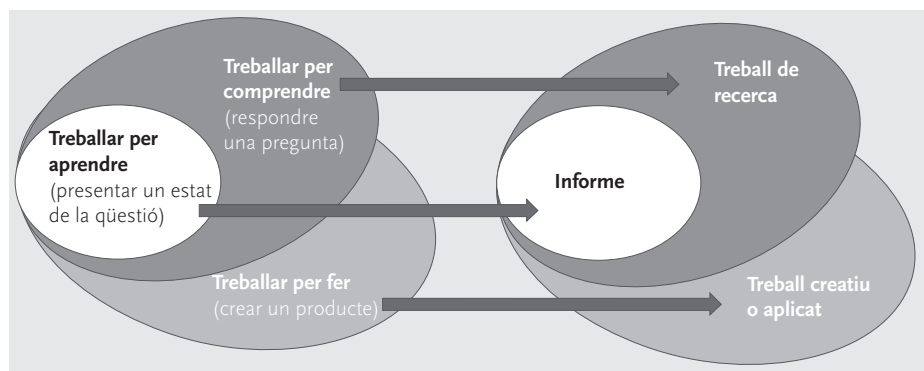 Treballar per
comprendre
(respondre
una pregunta)
Treball de
recerca
Treballar per
aprendre
(presentar un estat
de la qüestió)
Informe
Treballar per fer
(crear un producte)
Treball creatiu
o aplicat